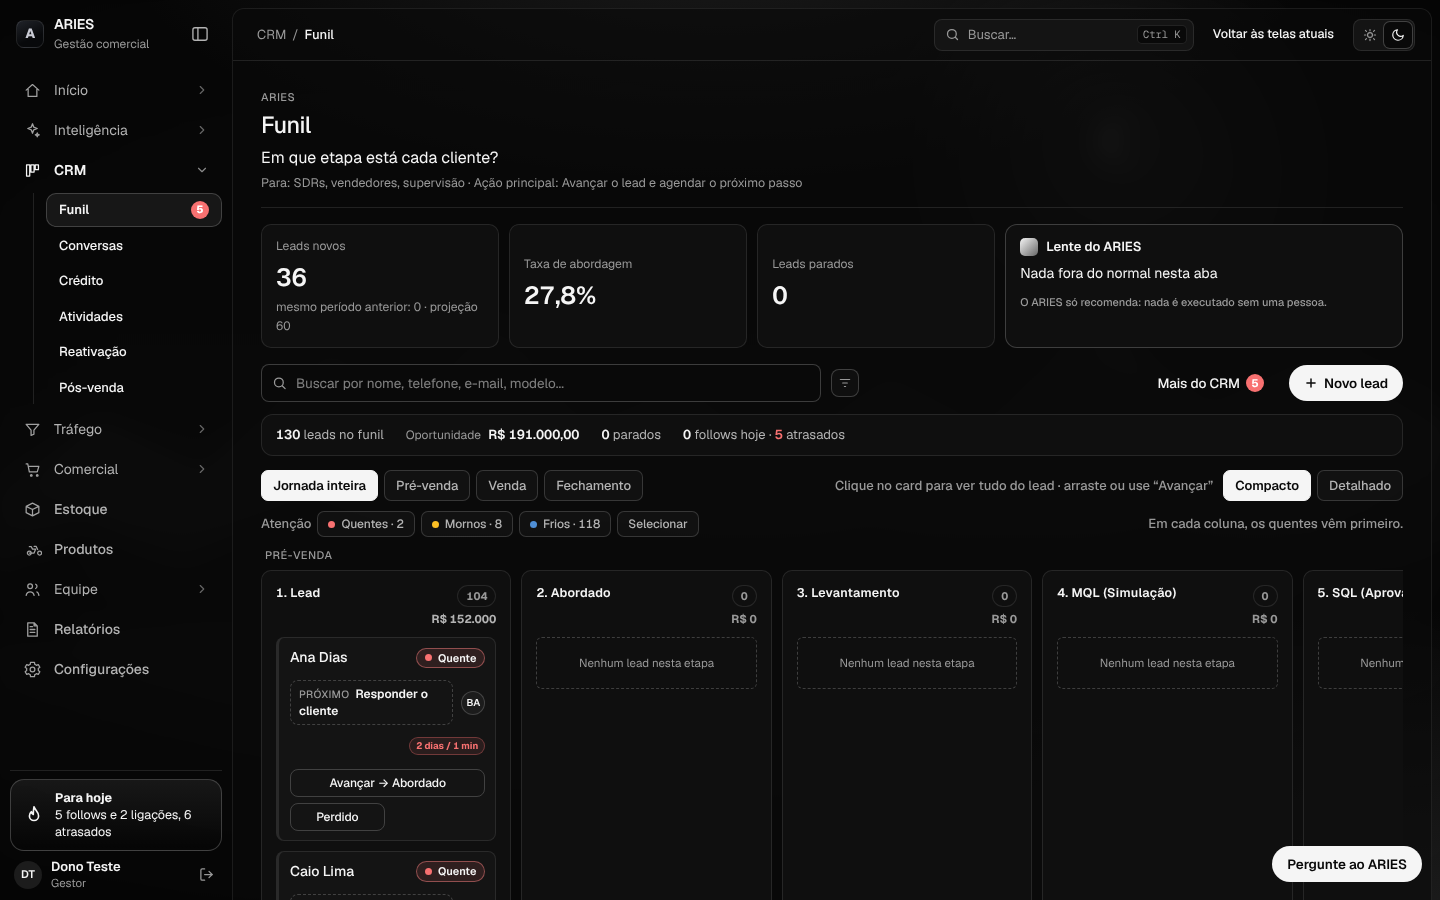 A
ARIES
Gestão comercial
Início
Inteligência
CRM
Funil
5
Conversas
Crédito
Atividades
Reativação
Pós-venda
Tráfego
Comercial
Estoque
Produtos
Equipe
Relatórios
Configurações
Para hoje
5 follows e 2 ligações, 6
atrasados
DT
Dono Teste
Gestor
CRM / Funil
Buscar...
Ctrl K
Voltar às telas atuais
ARIES
Funil
Em que etapa está cada cliente?
Para: SDRs, vendedores, supervisão · Ação principal: Avançar o lead e agendar o próximo passo
Leads novos
36
mesmo período anterior: 0 · projeção
60
Taxa de abordagem
27,8%
Leads parados
0
Lente do ARIES
Nada fora do normal nesta aba
O ARIES só recomenda: nada é executado sem uma pessoa.
Buscar por nome, telefone, e-mail, modelo...
Mais do CRM 5
+ Novo lead
130 leads no funil Oportunidade R$ 191.000,00 0 parados 0 follows hoje · 5 atrasados
Jornada inteira Pré-venda Venda Fechamento
Clique no card para ver tudo do lead · arraste ou use “Avançar”
Compacto Detalhado
Atenção Quentes · 2 Mornos · 8 Frios · 118 Selecionar
Em cada coluna, os quentes vêm primeiro.
PRÉ-VENDA
1. Lead
104
R$ 152.000
Ana Dias
Quente
PRÓXIMO Responder o
cliente
BA
2 dias / 1 min
Avançar → Abordado
Perdido
Caio Lima
Quente
2. Abordado
0
R$ 0
Nenhum lead nesta etapa
3. Levantamento
0
R$ 0
Nenhum lead nesta etapa
4. MQL (Simulação)
0
R$ 0
Nenhum lead nesta etapa
5. SQL (Aprova
Nenhum
Pergunte ao ARIES